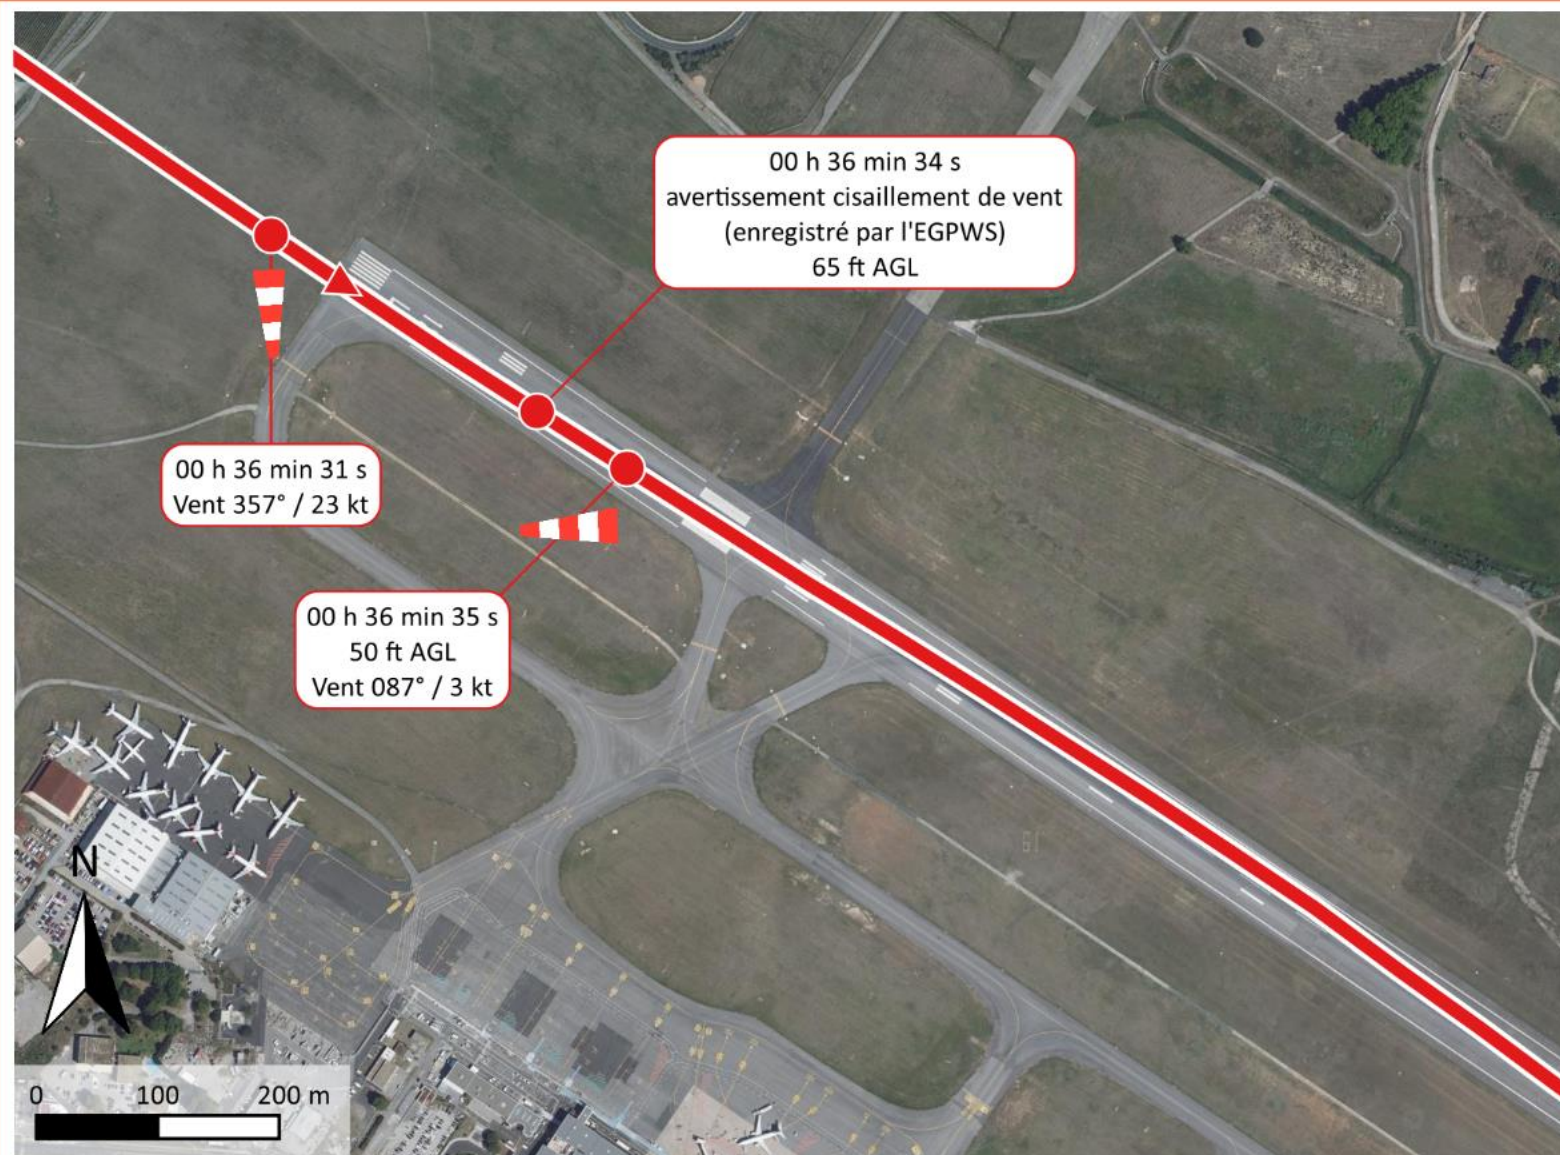 00 h 36 min 34 s
avertissement cisaillement de vent
(enregistré par l'EGPWS)
65 ft AGL
00 h 36 min 31 s
Vent 357° / 23 kt
00 h 36 min 35 s
50 ft AGL
Vent 087° / 3 kt
N
0 100 200 m